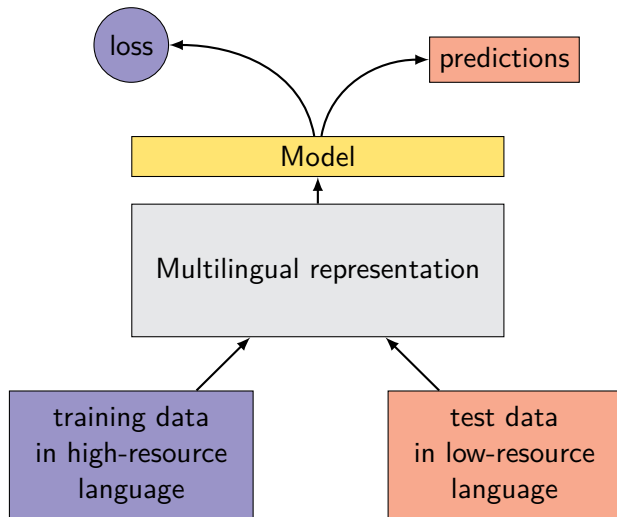 loss
predictions
Model
Multilingual representation
training data
in high-resource
language
test data
in low-resource
language